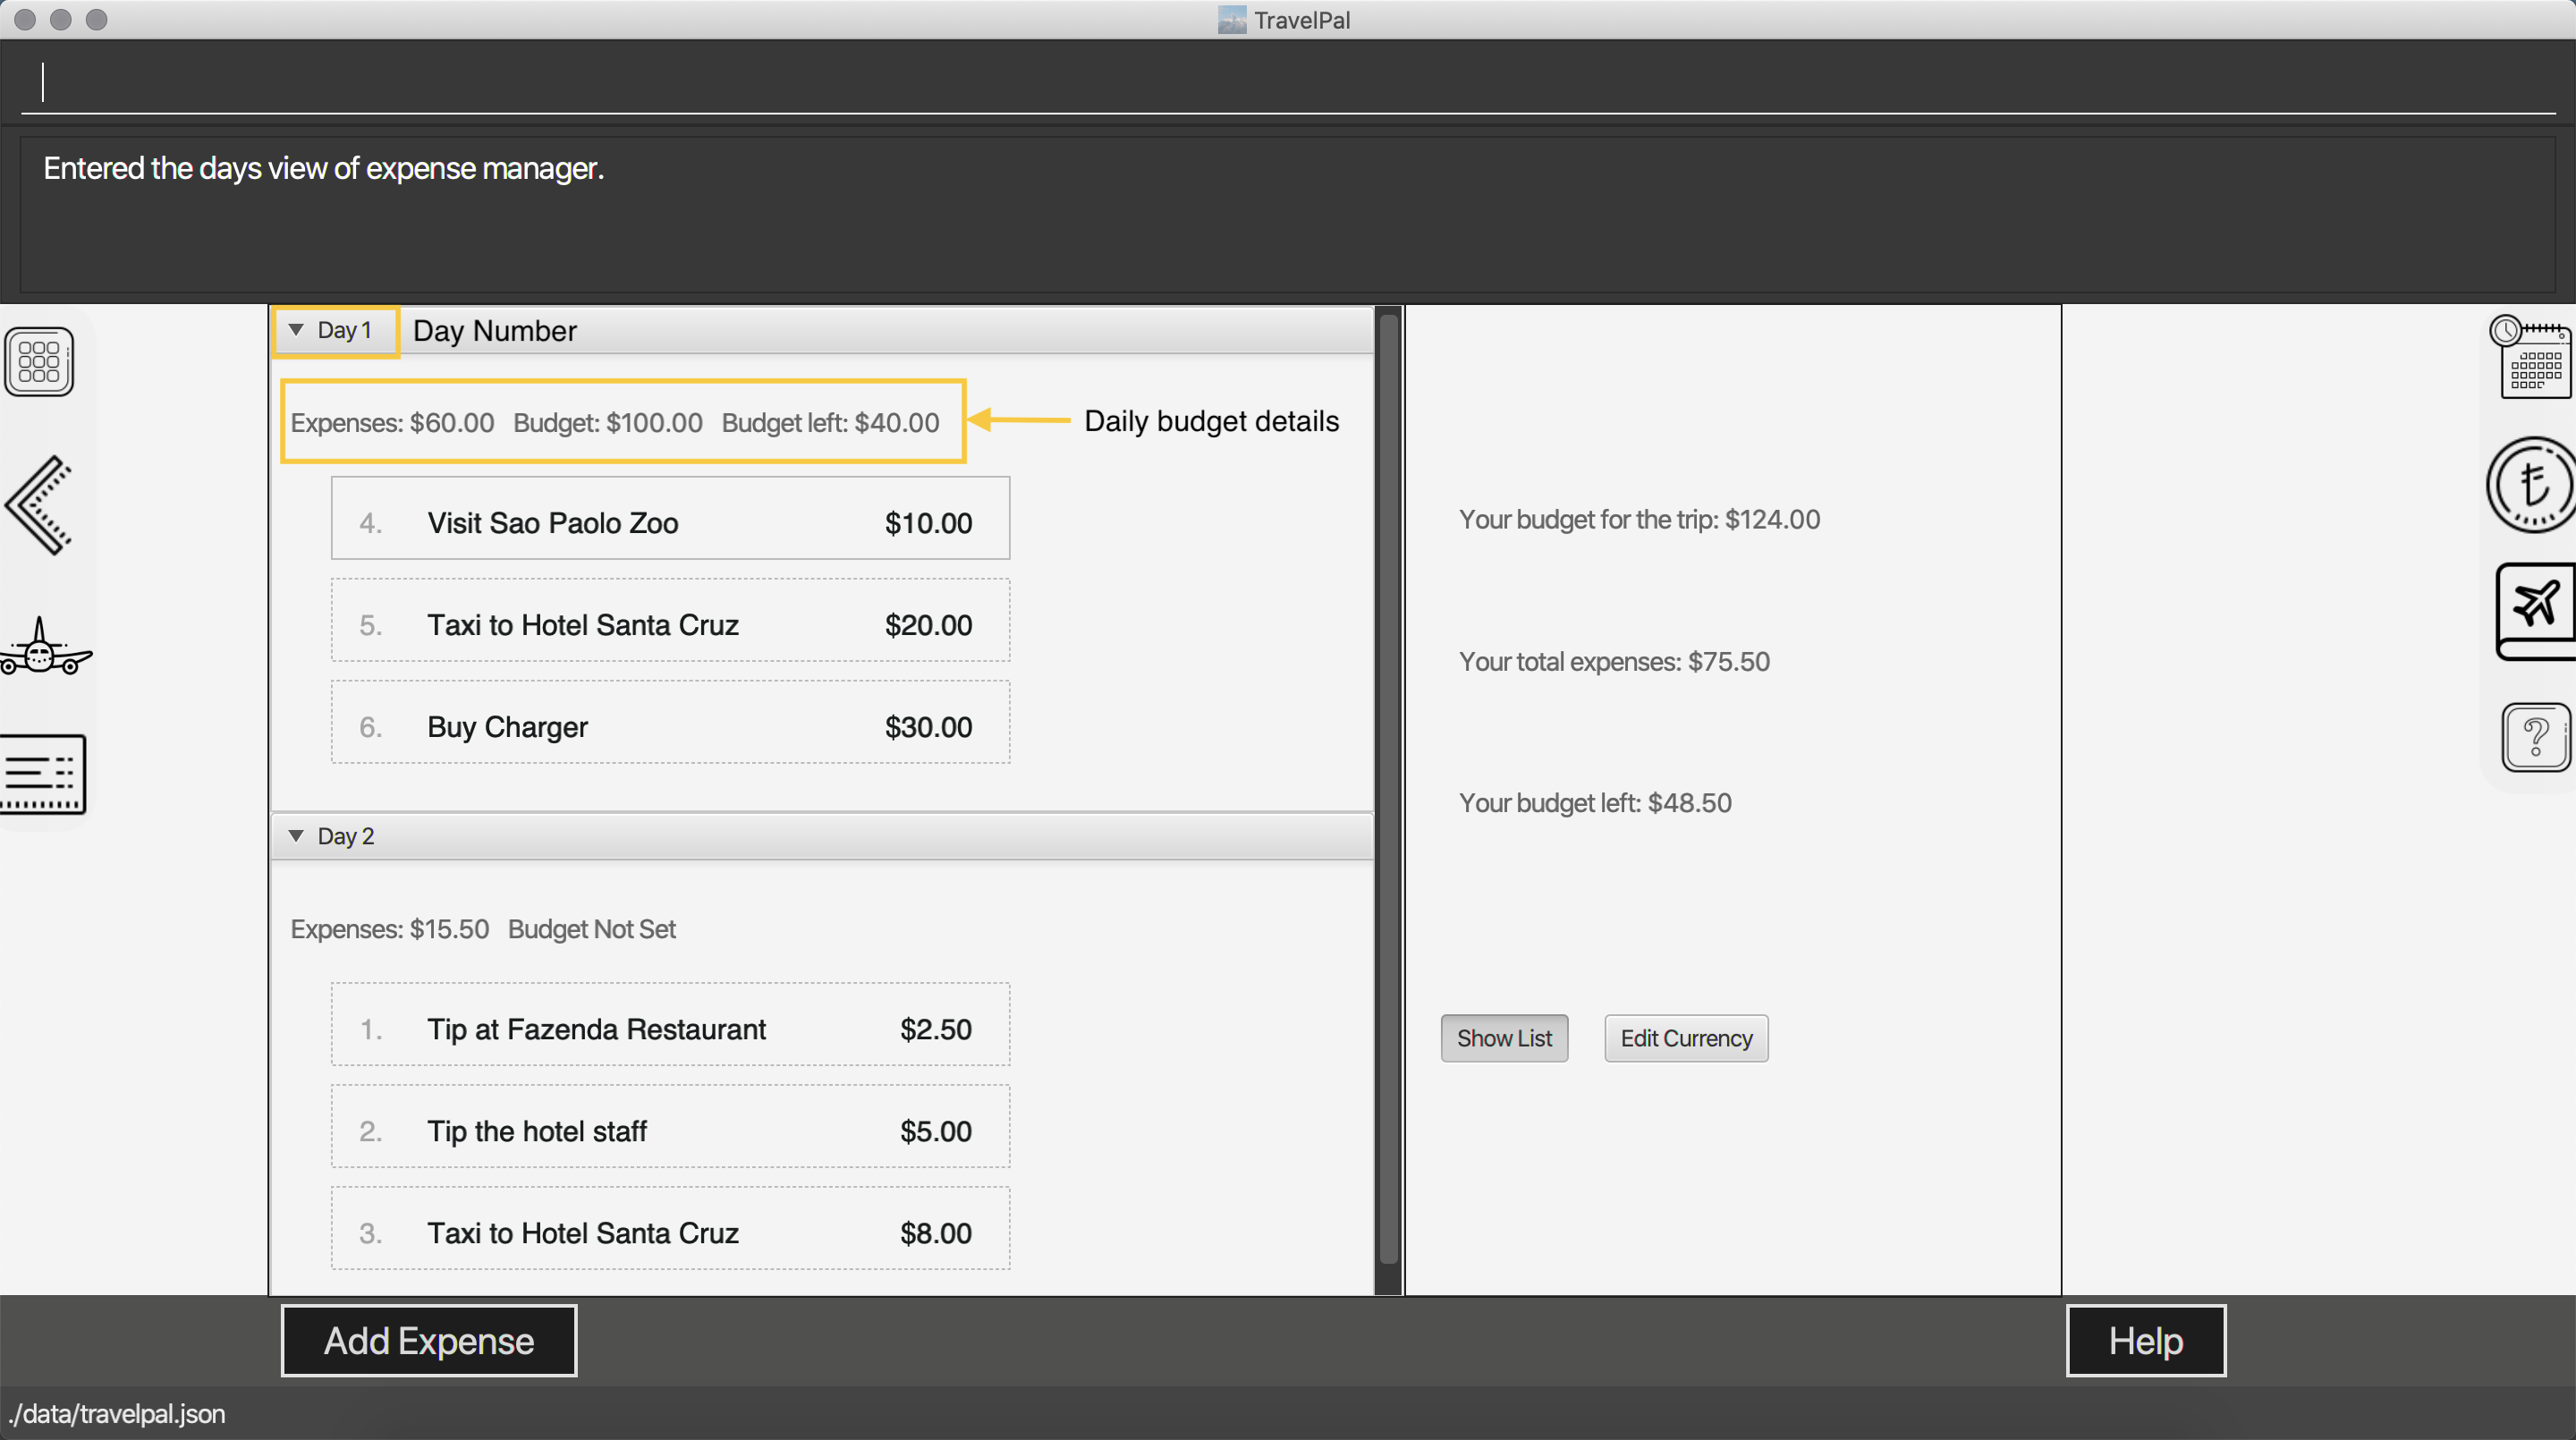 TravelPal
Entered the days view of expense manager.
Day 1 Day Number
Expenses: $60.00 Budget: $100.00 Budget left: $40.00
Daily budget details
4. Visit Sao Paolo Zoo $10.00
5. Taxi to Hotel Santa Cruz $20.00
6. Buy Charger $30.00
Day 2
Expenses: $15.50 Budget Not Set
1. Tip at Fazenda Restaurant $2.50
2. Tip the hotel staff $5.00
3. Taxi to Hotel Santa Cruz $8.00
Your budget for the trip: $124.00
Your total expenses: $75.50
Your budget left: $48.50
Show List Edit Currency
?
Add Expense Help
./data/travelpal.json